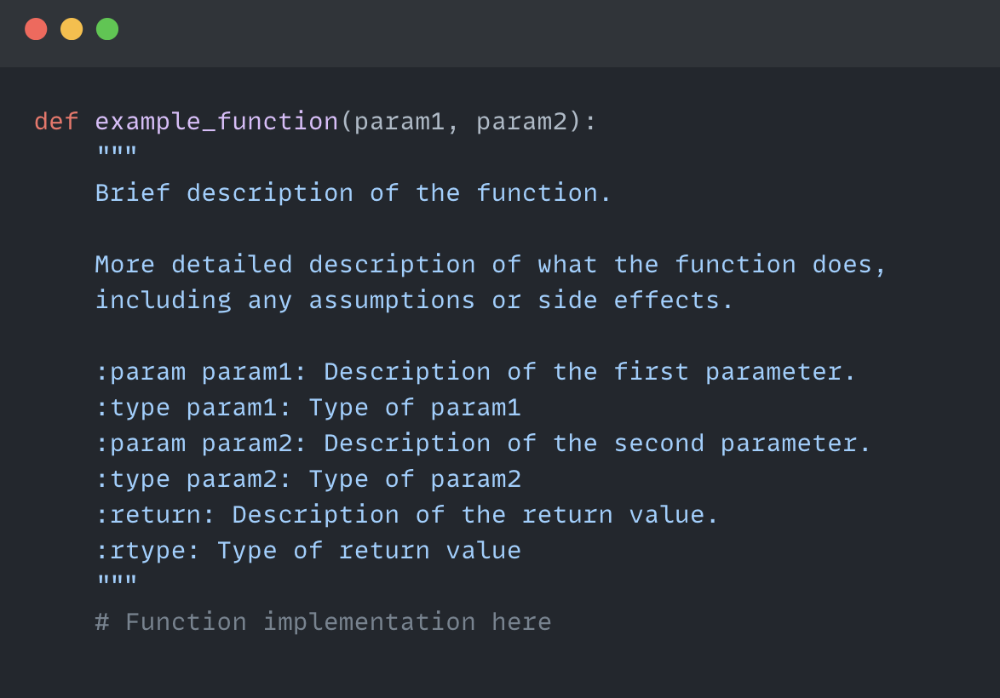 def example_function(param1, param2):
    """
    Brief description of the function.

    More detailed description of what the function does,
    including any assumptions or side effects.

    :param param1: Description of the first parameter.
    :type param1: Type of param1
    :param param2: Description of the second parameter.
    :type param2: Type of param2
    :return: Description of the return value.
    :rtype: Type of return value
    """
    # Function implementation here